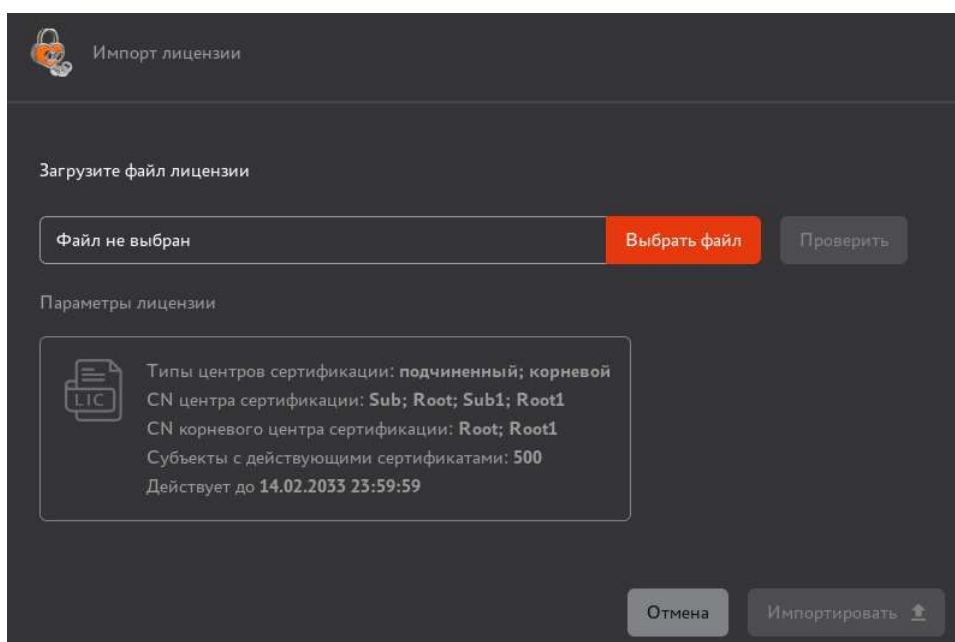 Импорт лицензии
Загрузите файл лицензии
Файл не выбран
Выбрать файл
Проверить
Параметры лицензии
LIC
Типы центров сертификации: подчиненный; корневой
CN центра сертификации: Sub; Root; Sub1; Root1
CN корневого центра сертификации: Root; Root1
Субъекты с действующими сертификатами: 500
Действует до 14.02.2033 23:59:59
Отмена
Импортировать